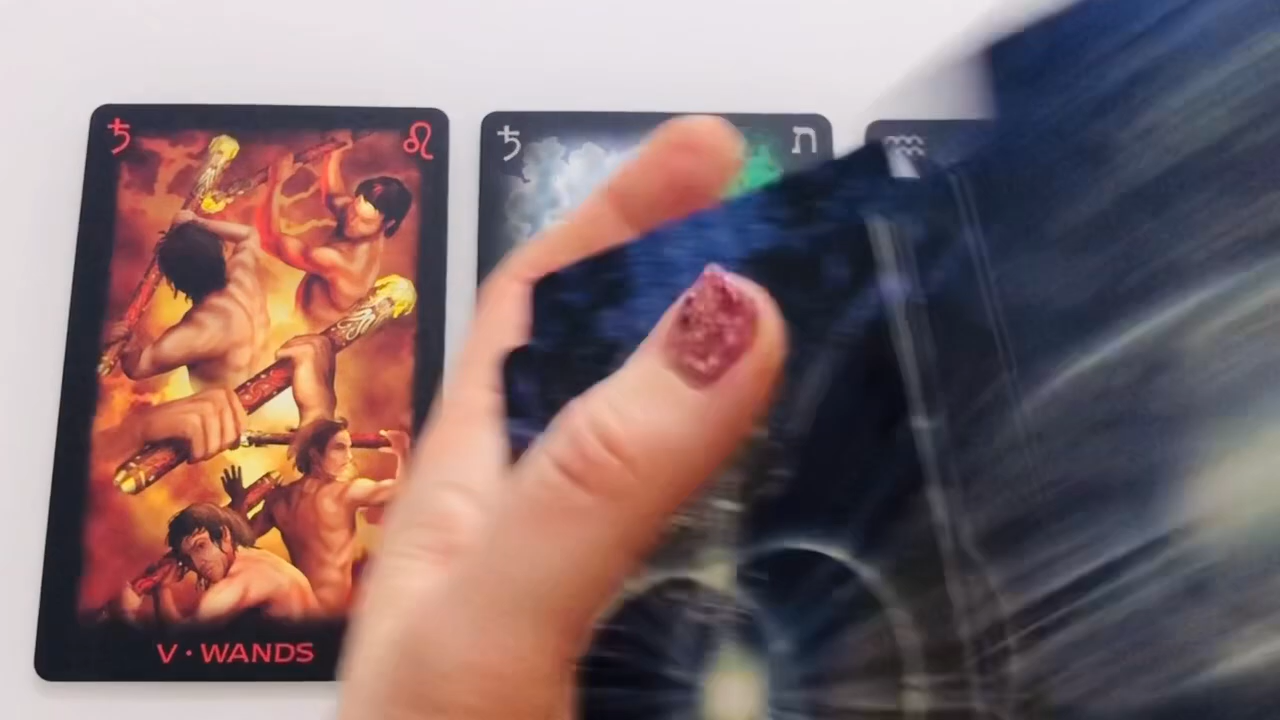 ♄ ♌
♄ ת
♒
V · WANDS